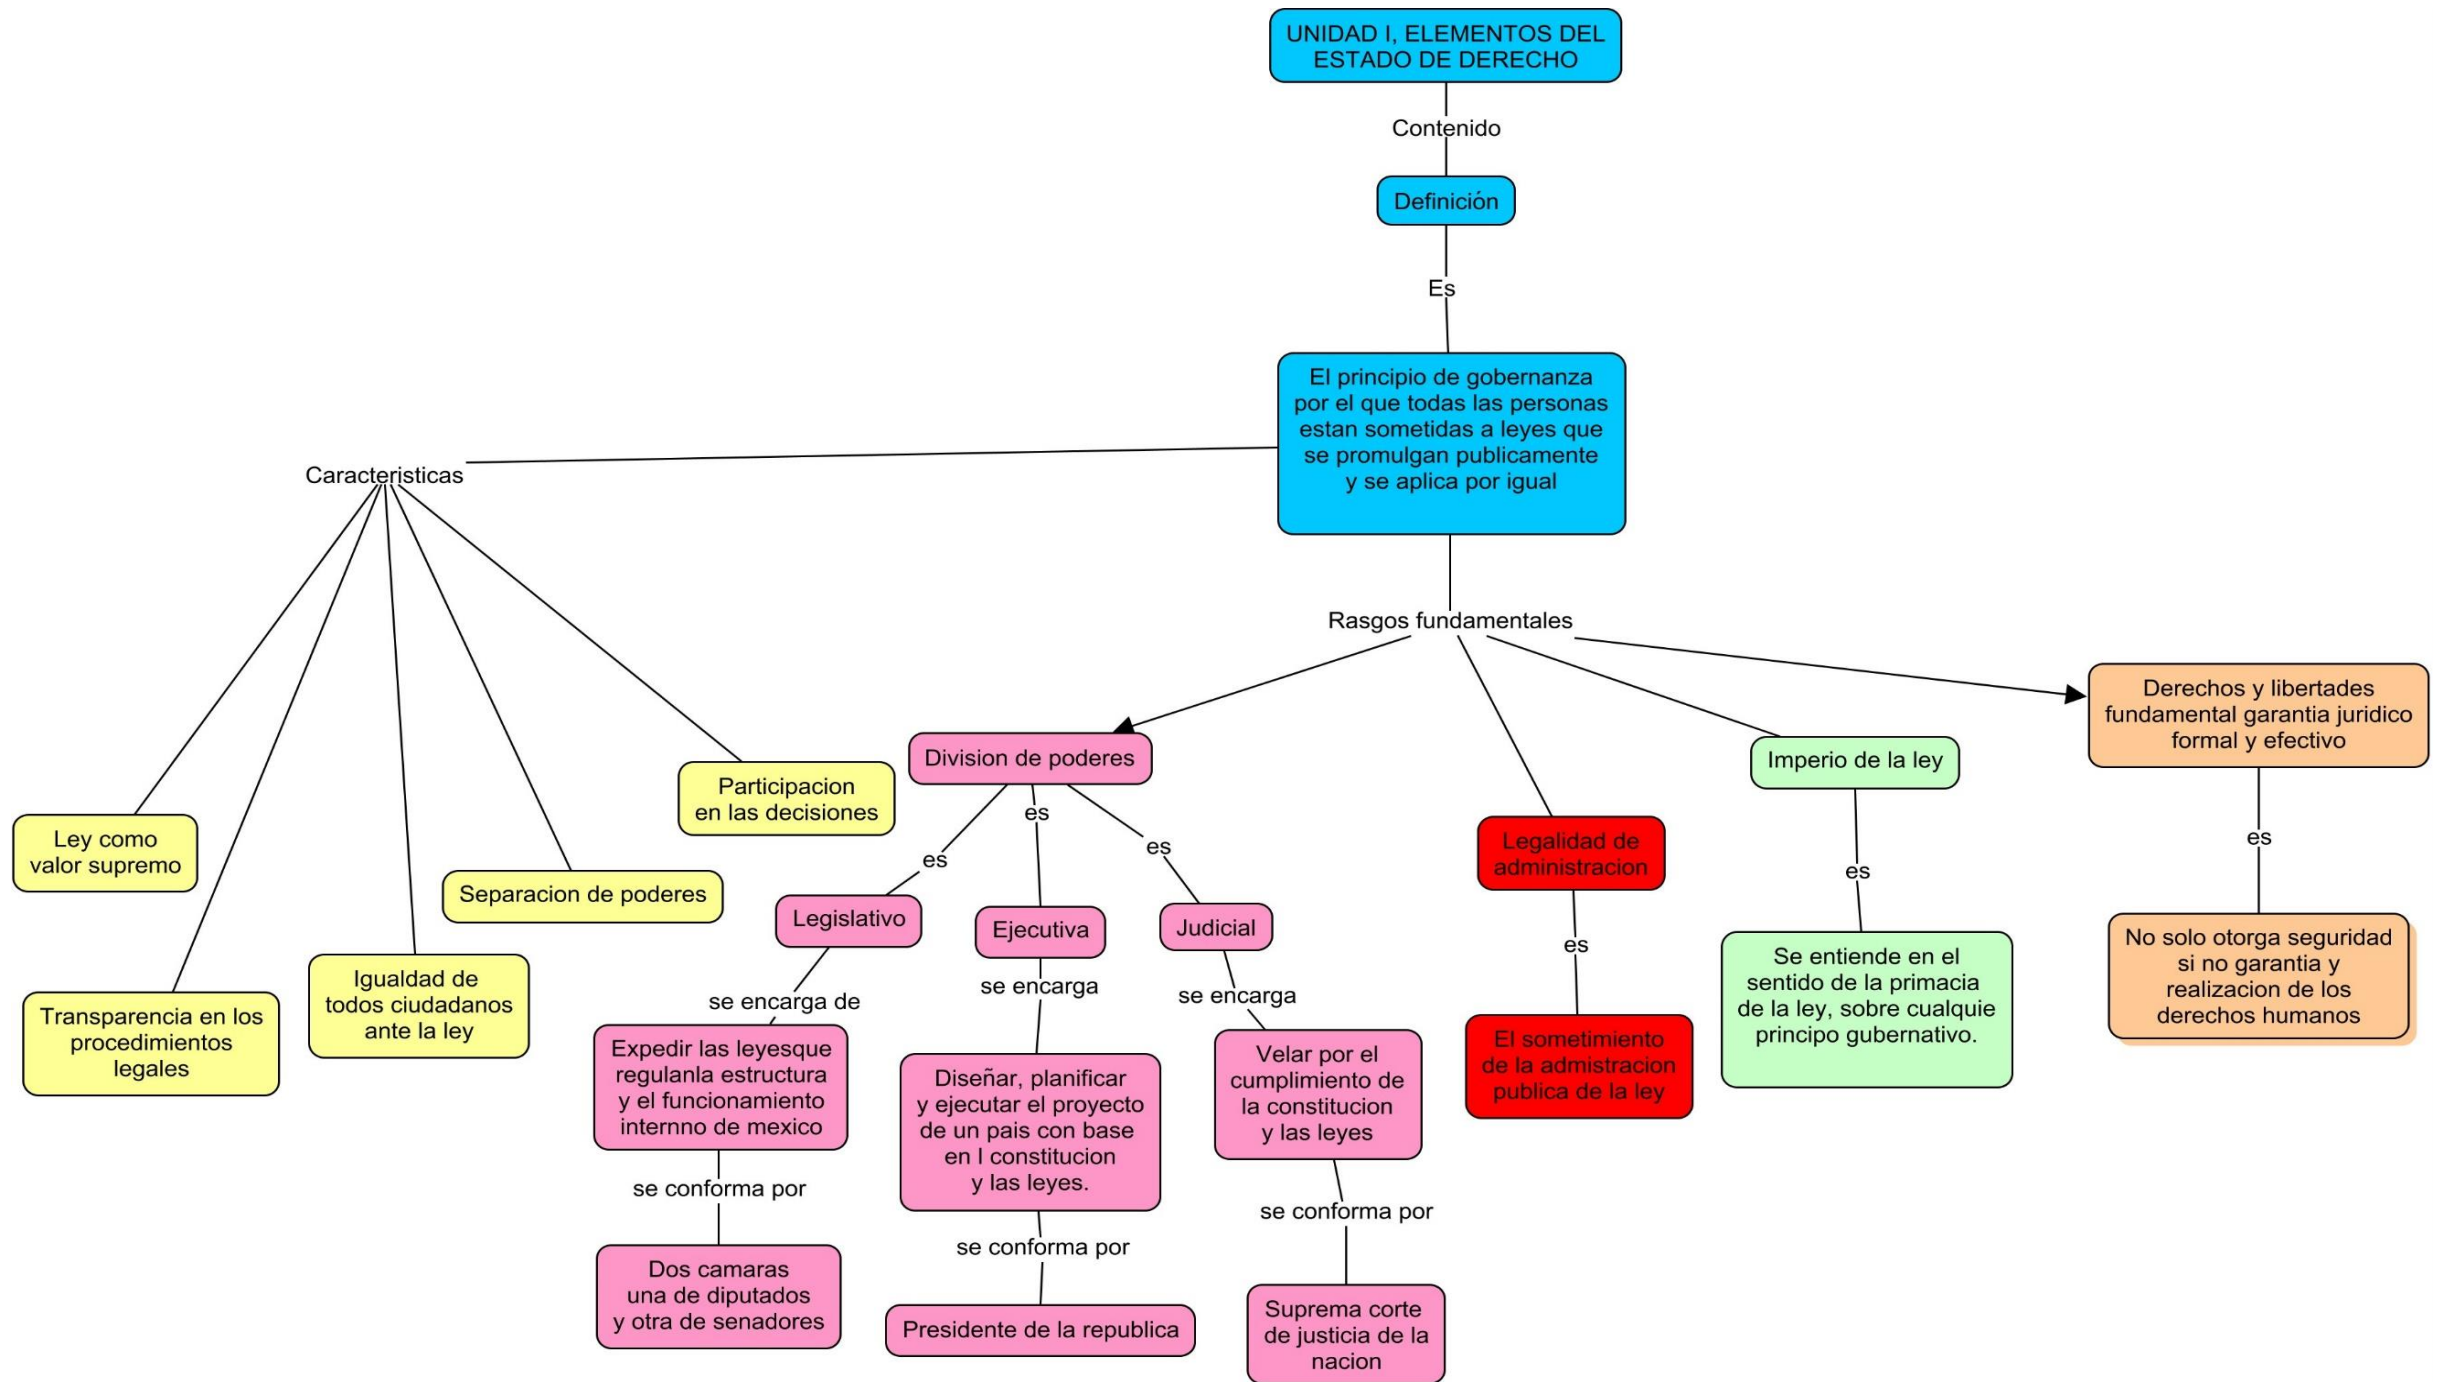 UNIDAD I, ELEMENTOS DEL
ESTADO DE DERECHO
Contenido
Definición
Es
El principio de gobernanza
por el que todas las personas
estan sometidas a leyes que
se promulgan publicamente
y se aplica por igual
Caracteristicas
Ley como
valor supremo
Transparencia en los
procedimientos
legales
Igualdad de
todos ciudadanos
ante la ley
Separacion de poderes
Participacion
en las decisiones
Rasgos fundamentales
Division de poderes
es
Legislativo
se encarga de
Expedir las leyesque
regulanla estructura
y el funcionamiento
internno de mexico
se conforma por
Dos camaras
una de diputados
y otra de senadores
es
Ejecutiva
se encarga
Diseñar, planificar
y ejecutar el proyecto
de un pais con base
en l constitucion
y las leyes.
se conforma por
Presidente de la republica
es
Judicial
se encarga
Velar por el
cumplimiento de
la constitucion
y las leyes
se conforma por
Suprema corte
de justicia de la
nacion
Legalidad de
administracion
es
El sometimiento
de la admistracion
publica de la ley
Imperio de la ley
es
Se entiende en el
sentido de la primacia
de la ley, sobre cualquie
principo gubernativo.
Derechos y libertades
fundamental garantia juridico
formal y efectivo
es
No solo otorga seguridad
si no garantia y
realizacion de los
derechos humanos